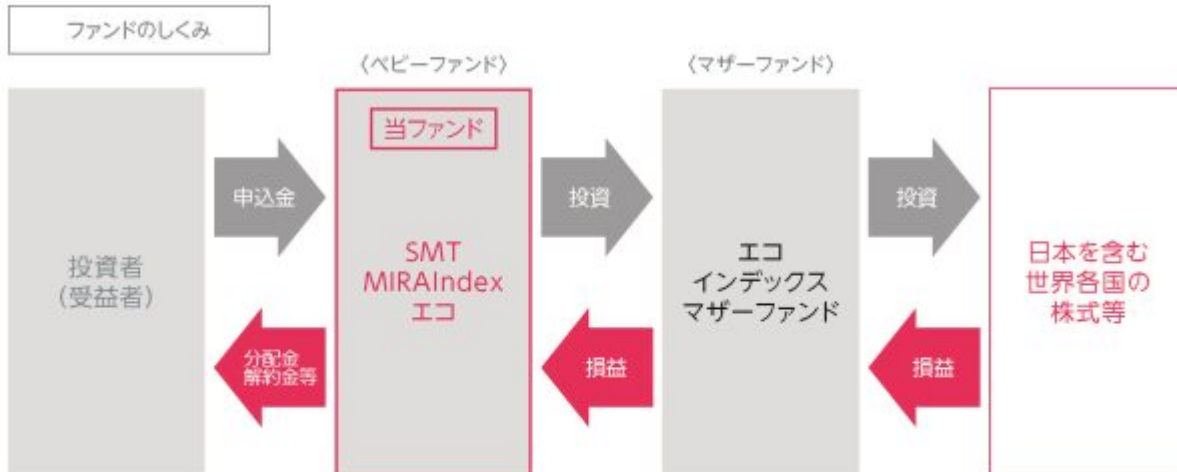 ファンドのしくみ
〈ベビーファンド〉
〈マザーファンド〉
投資者
(受益者)
申込金
分配金
解約金等
当ファンド
SMT
MIRAIndex
エコ
投資
損益
エコ
インデックス
マザーファンド
投資
損益
日本を含む
世界各国の
株式等